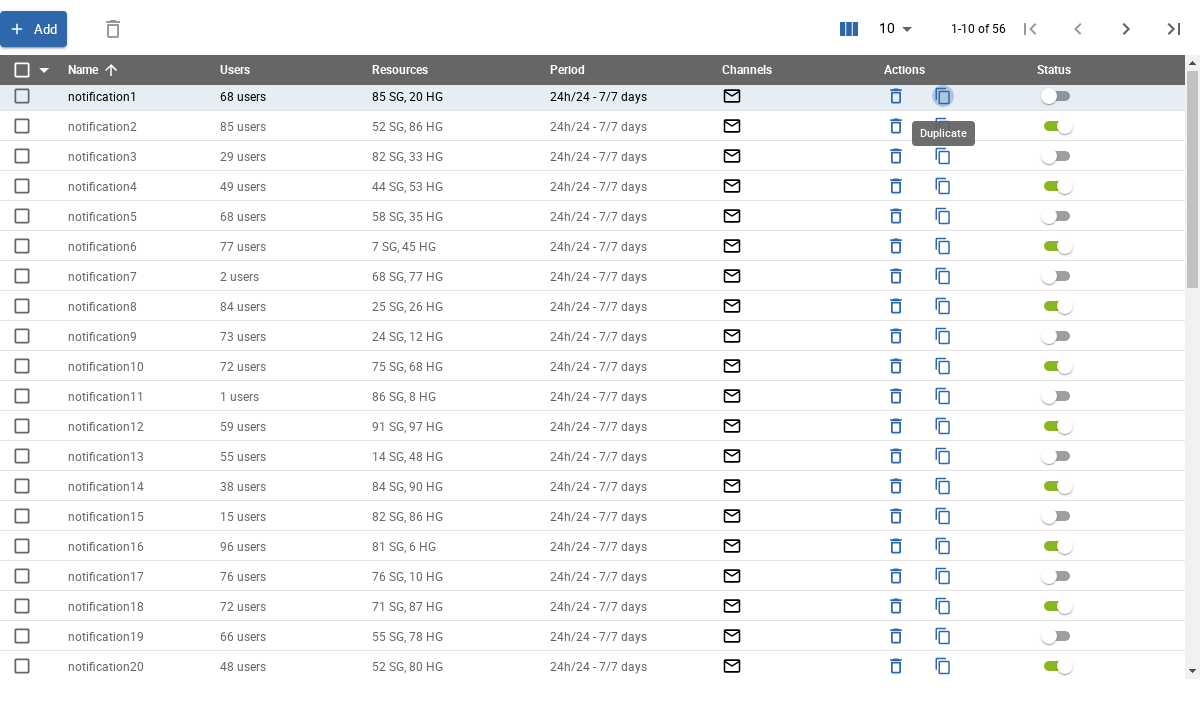 Add 10 1-10 of 56
Name Users Resources Period Channels Actions Status
notification1 68 users 85 SG, 20 HG 24h/24 - 7/7 days
notification2 85 users 52 SG, 86 HG 24h/24 - 7/7 days
Duplicate
notification3 29 users 82 SG, 33 HG 24h/24 - 7/7 days
notification4 49 users 44 SG, 53 HG 24h/24 - 7/7 days
notification5 68 users 58 SG, 35 HG 24h/24 - 7/7 days
notification6 77 users 7 SG, 45 HG 24h/24 - 7/7 days
notification7 2 users 68 SG, 77 HG 24h/24 - 7/7 days
notification8 84 users 25 SG, 26 HG 24h/24 - 7/7 days
notification9 73 users 24 SG, 12 HG 24h/24 - 7/7 days
notification10 72 users 75 SG, 68 HG 24h/24 - 7/7 days
notification11 1 users 86 SG, 8 HG 24h/24 - 7/7 days
notification12 59 users 91 SG, 97 HG 24h/24 - 7/7 days
notification13 55 users 14 SG, 48 HG 24h/24 - 7/7 days
notification14 38 users 84 SG, 90 HG 24h/24 - 7/7 days
notification15 15 users 82 SG, 86 HG 24h/24 - 7/7 days
notification16 96 users 81 SG, 6 HG 24h/24 - 7/7 days
notification17 76 users 76 SG, 10 HG 24h/24 - 7/7 days
notification18 72 users 71 SG, 87 HG 24h/24 - 7/7 days
notification19 66 users 55 SG, 78 HG 24h/24 - 7/7 days
notification20 48 users 52 SG, 80 HG 24h/24 - 7/7 days